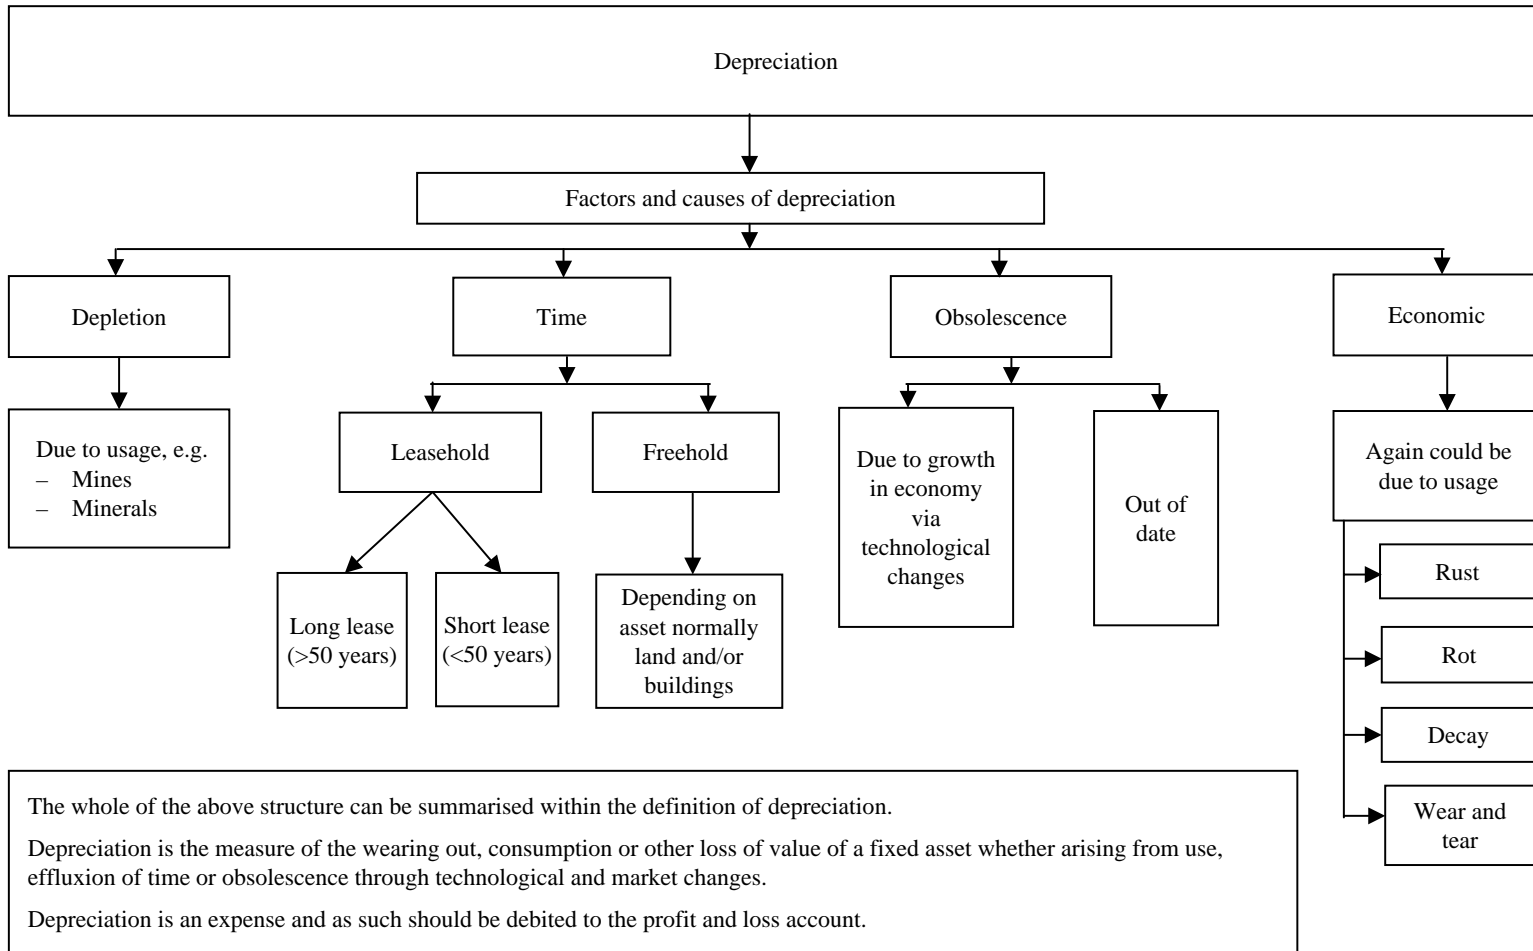 Depreciation
Factors and causes of depreciation
Depletion
Time
Obsolescence
Economic
Due to usage, e.g.
– Mines
– Minerals
Leasehold
Freehold
Due to growth
in economy
via
technological
changes
Out of
date
Again could be
due to usage
Long lease
(>50 years)
Short lease
(<50 years)
Depending on
asset normally
land and/or
buildings
Rust
Rot
Decay
Wear and
tear
The whole of the above structure can be summarised within the definition of depreciation.
Depreciation is the measure of the wearing out, consumption or other loss of value of a fixed asset whether arising from use,
effluxion of time or obsolescence through technological and market changes.
Depreciation is an expense and as such should be debited to the profit and loss account.